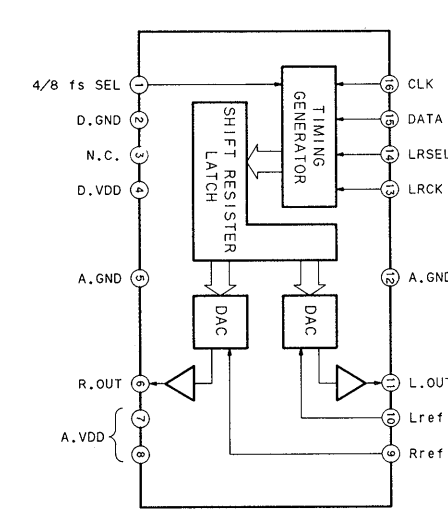 4/8 fs SEL
1
16
CLK
D.GND
2
15
DATA
N.C.
3
14
LRSEL
D.VDD
4
13
LRCK
TIMING
GENERATOR
SHIFT RESISTER
LATCH
A.GND
5
12
A.GND
DAC
DAC
R.OUT
6
11
L.OUT
7
10
Lref
A.VDD
8
9
Rref